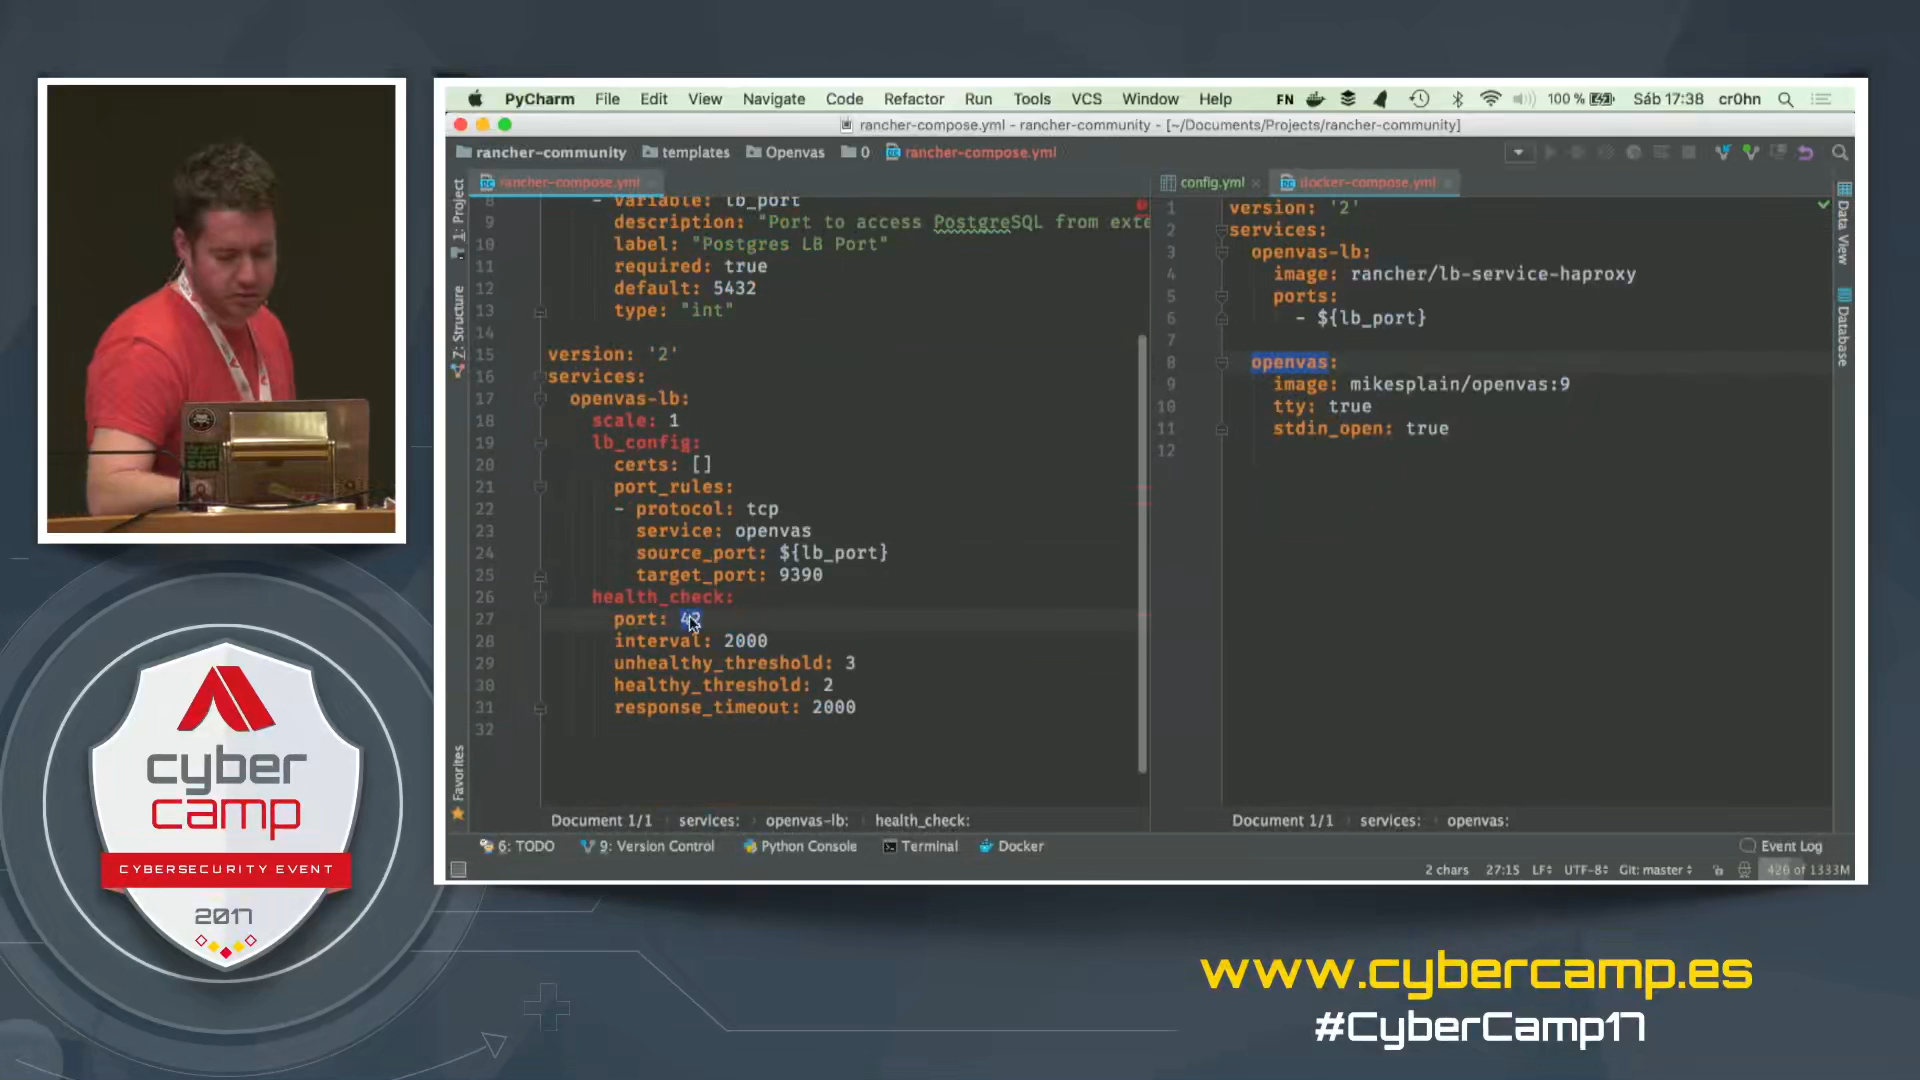 PyCharm File Edit View Navigate Code Refactor Run Tools VCS Window Help 100 % Sáb 17:38 cr0hn
rancher-compose.yml - rancher-community - [~/Documents/Projects/rancher-community]
rancher-community templates Openvas 0 rancher-compose.yml
rancher-compose.yml
1: Project
Z: Structure
Favorites
8 - variable: lb_port
9 description: "Port to access PostgreSQL from exte
10 label: "Postgres LB Port"
11 required: true
12 default: 5432
13 type: "int"
14
15 version: '2'
16 services:
17 openvas-lb:
18 scale: 1
19 lb_config:
20 certs: []
21 port_rules:
22 - protocol: tcp
23 service: openvas
24 source_port: ${lb_port}
25 target_port: 9390
26 health_check:
27 port: 42
28 interval: 2000
29 unhealthy_threshold: 3
30 healthy_threshold: 2
31 response_timeout: 2000
32
Document 1/1 services: openvas-lb: health_check:
config.yml docker-compose.yml
1 version: '2'
2 services:
3 openvas-lb:
4 image: rancher/lb-service-haproxy
5 ports:
6 - ${lb_port}
7
8 openvas:
9 image: mikesplain/openvas:9
10 tty: true
11 stdin_open: true
12
Document 1/1 services: openvas:
Data View
Database
6: TODO 9: Version Control Python Console Terminal Docker Event Log
2 chars 27:15 LF UTF-8 Git: master 426 of 1333M
cyber
camp
CYBERSECURITY EVENT
2017
www.cybercamp.es
#CyberCamp17